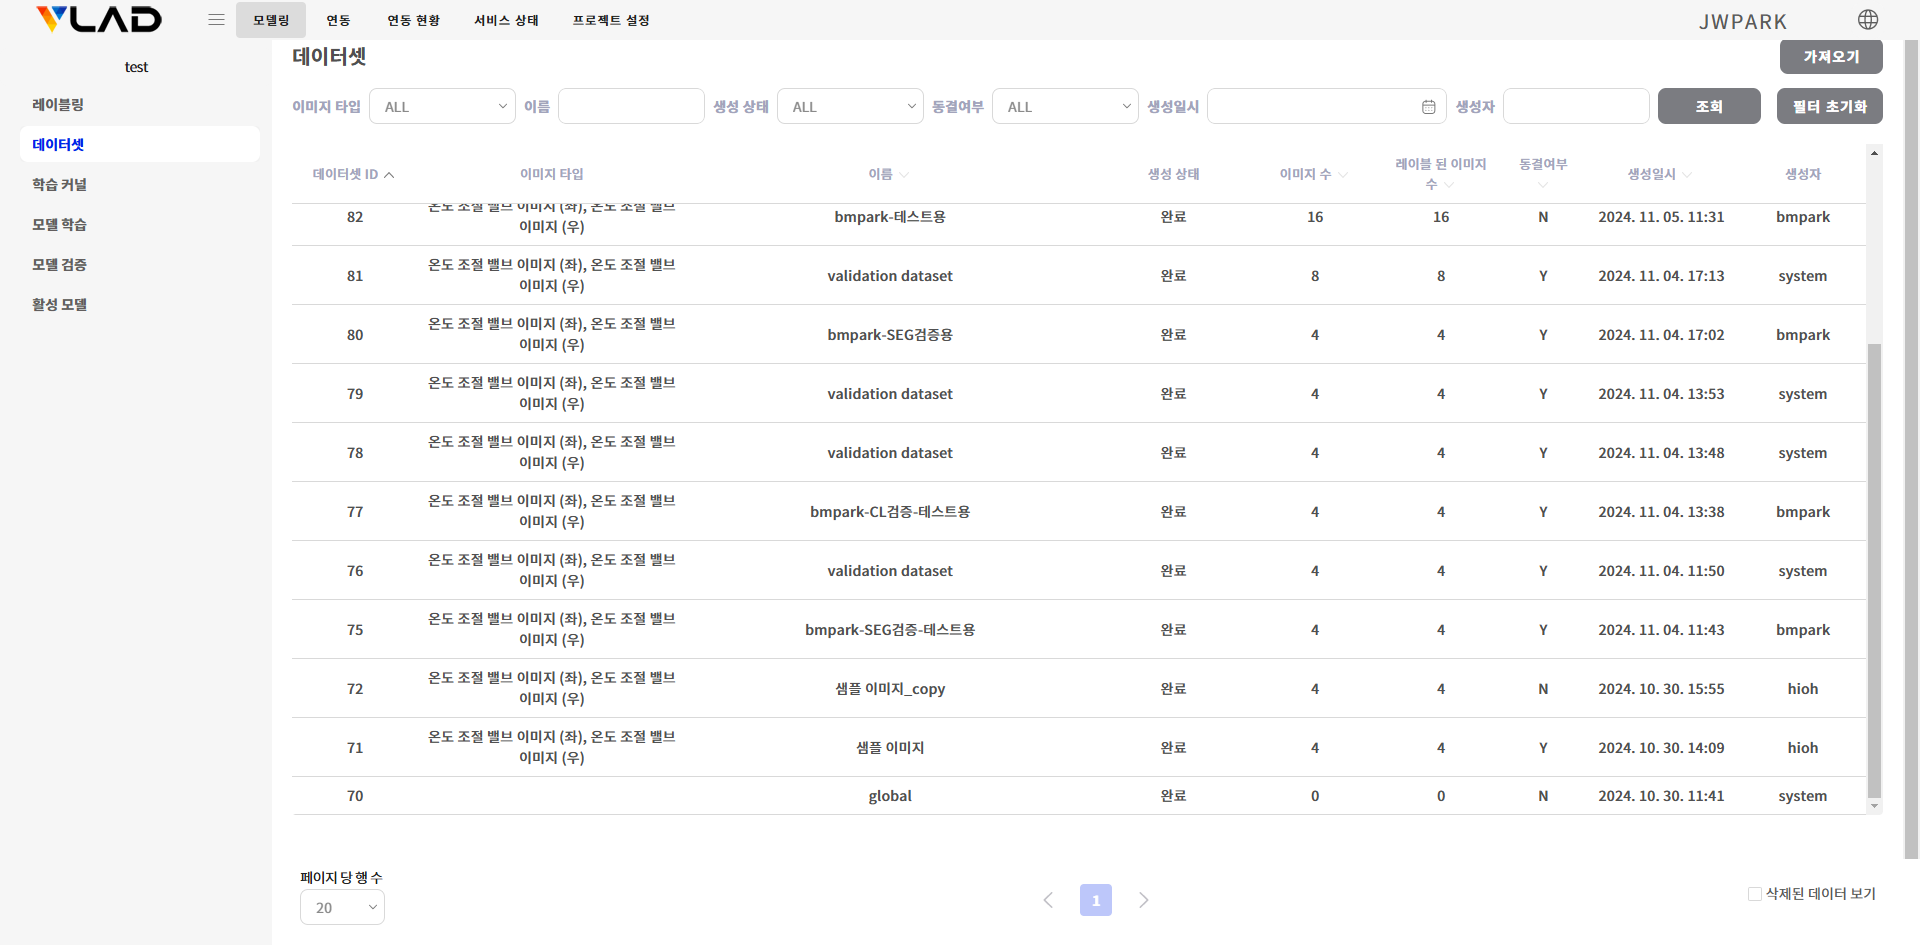 VLAD
모델링 연동 연동 현황 서비스 상태 프로젝트 설정
JWPARK
test
레이블링
데이터셋
학습 커널
모델 학습
모델 검증
활성 모델
데이터셋
가져오기
이미지 타입 ALL 이름 생성 상태 ALL 동결여부 ALL 생성일시 생성자 조회 필터 초기화
데이터셋 ID 이미지 타입 이름 생성 상태 이미지 수 레이블 된 이미지 수 동결여부 생성일시 생성자
82 온도 조절 밸브 이미지 (좌), 온도 조절 밸브 이미지 (우) bmpark-테스트용 완료 16 16 N 2024. 11. 05. 11:31 bmpark
81 온도 조절 밸브 이미지 (좌), 온도 조절 밸브 이미지 (우) validation dataset 완료 8 8 Y 2024. 11. 04. 17:13 system
80 온도 조절 밸브 이미지 (좌), 온도 조절 밸브 이미지 (우) bmpark-SEG검증용 완료 4 4 Y 2024. 11. 04. 17:02 bmpark
79 온도 조절 밸브 이미지 (좌), 온도 조절 밸브 이미지 (우) validation dataset 완료 4 4 Y 2024. 11. 04. 13:53 system
78 온도 조절 밸브 이미지 (좌), 온도 조절 밸브 이미지 (우) validation dataset 완료 4 4 Y 2024. 11. 04. 13:48 system
77 온도 조절 밸브 이미지 (좌), 온도 조절 밸브 이미지 (우) bmpark-CL검증-테스트용 완료 4 4 Y 2024. 11. 04. 13:38 bmpark
76 온도 조절 밸브 이미지 (좌), 온도 조절 밸브 이미지 (우) validation dataset 완료 4 4 Y 2024. 11. 04. 11:50 system
75 온도 조절 밸브 이미지 (좌), 온도 조절 밸브 이미지 (우) bmpark-SEG검증-테스트용 완료 4 4 Y 2024. 11. 04. 11:43 bmpark
72 온도 조절 밸브 이미지 (좌), 온도 조절 밸브 이미지 (우) 샘플 이미지_copy 완료 4 4 N 2024. 10. 30. 15:55 hioh
71 온도 조절 밸브 이미지 (좌), 온도 조절 밸브 이미지 (우) 샘플 이미지 완료 4 4 Y 2024. 10. 30. 14:09 hioh
70 global 완료 0 0 N 2024. 10. 30. 11:41 system
페이지 당 행 수
20
1
삭제된 데이터 보기